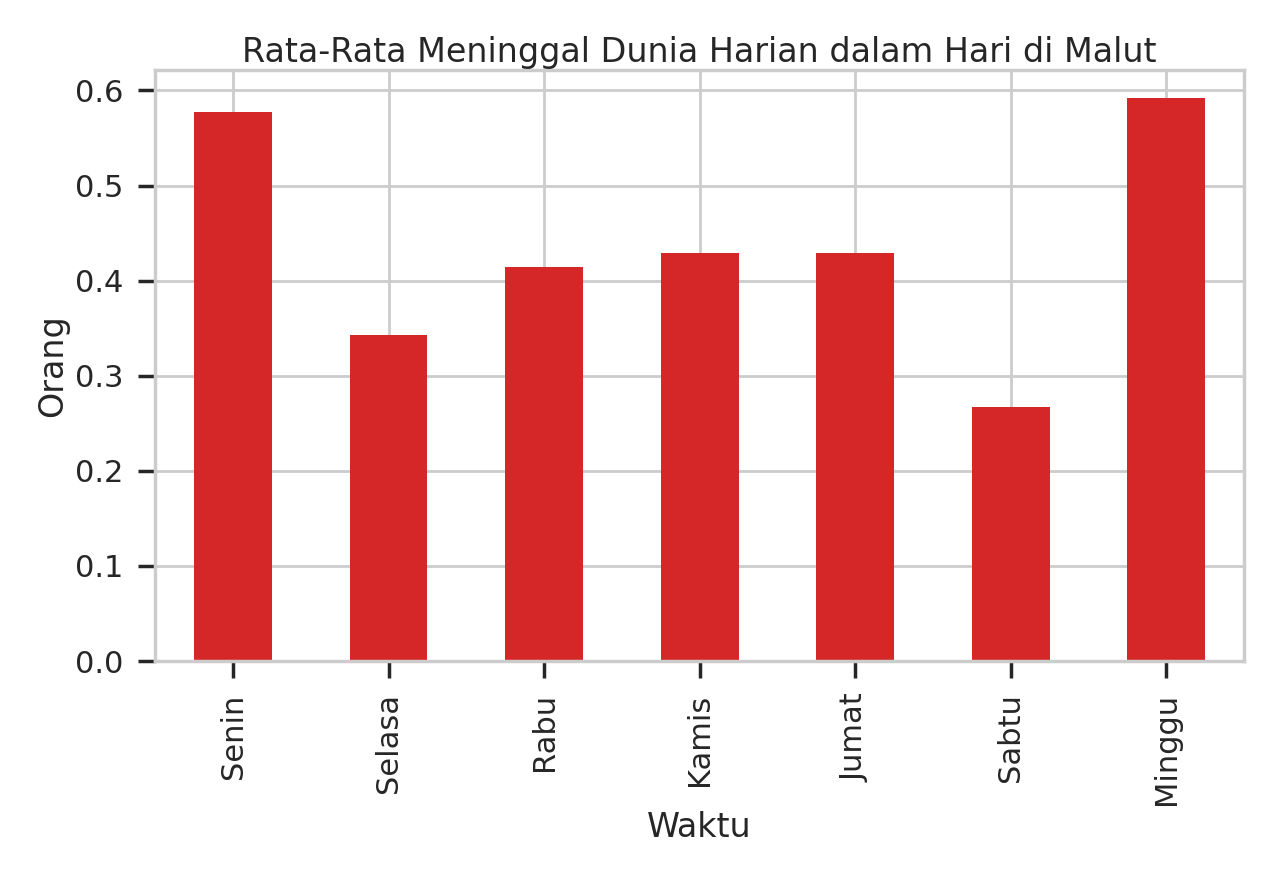 Rata-Rata Meninggal Dunia Harian dalam Hari di Malut
0.6
0.5
0.4
0.3
0.2
0.1
0.0
Orang
Senin
Selasa
Rabu
Kamis
Jumat
Sabtu
Minggu
Waktu